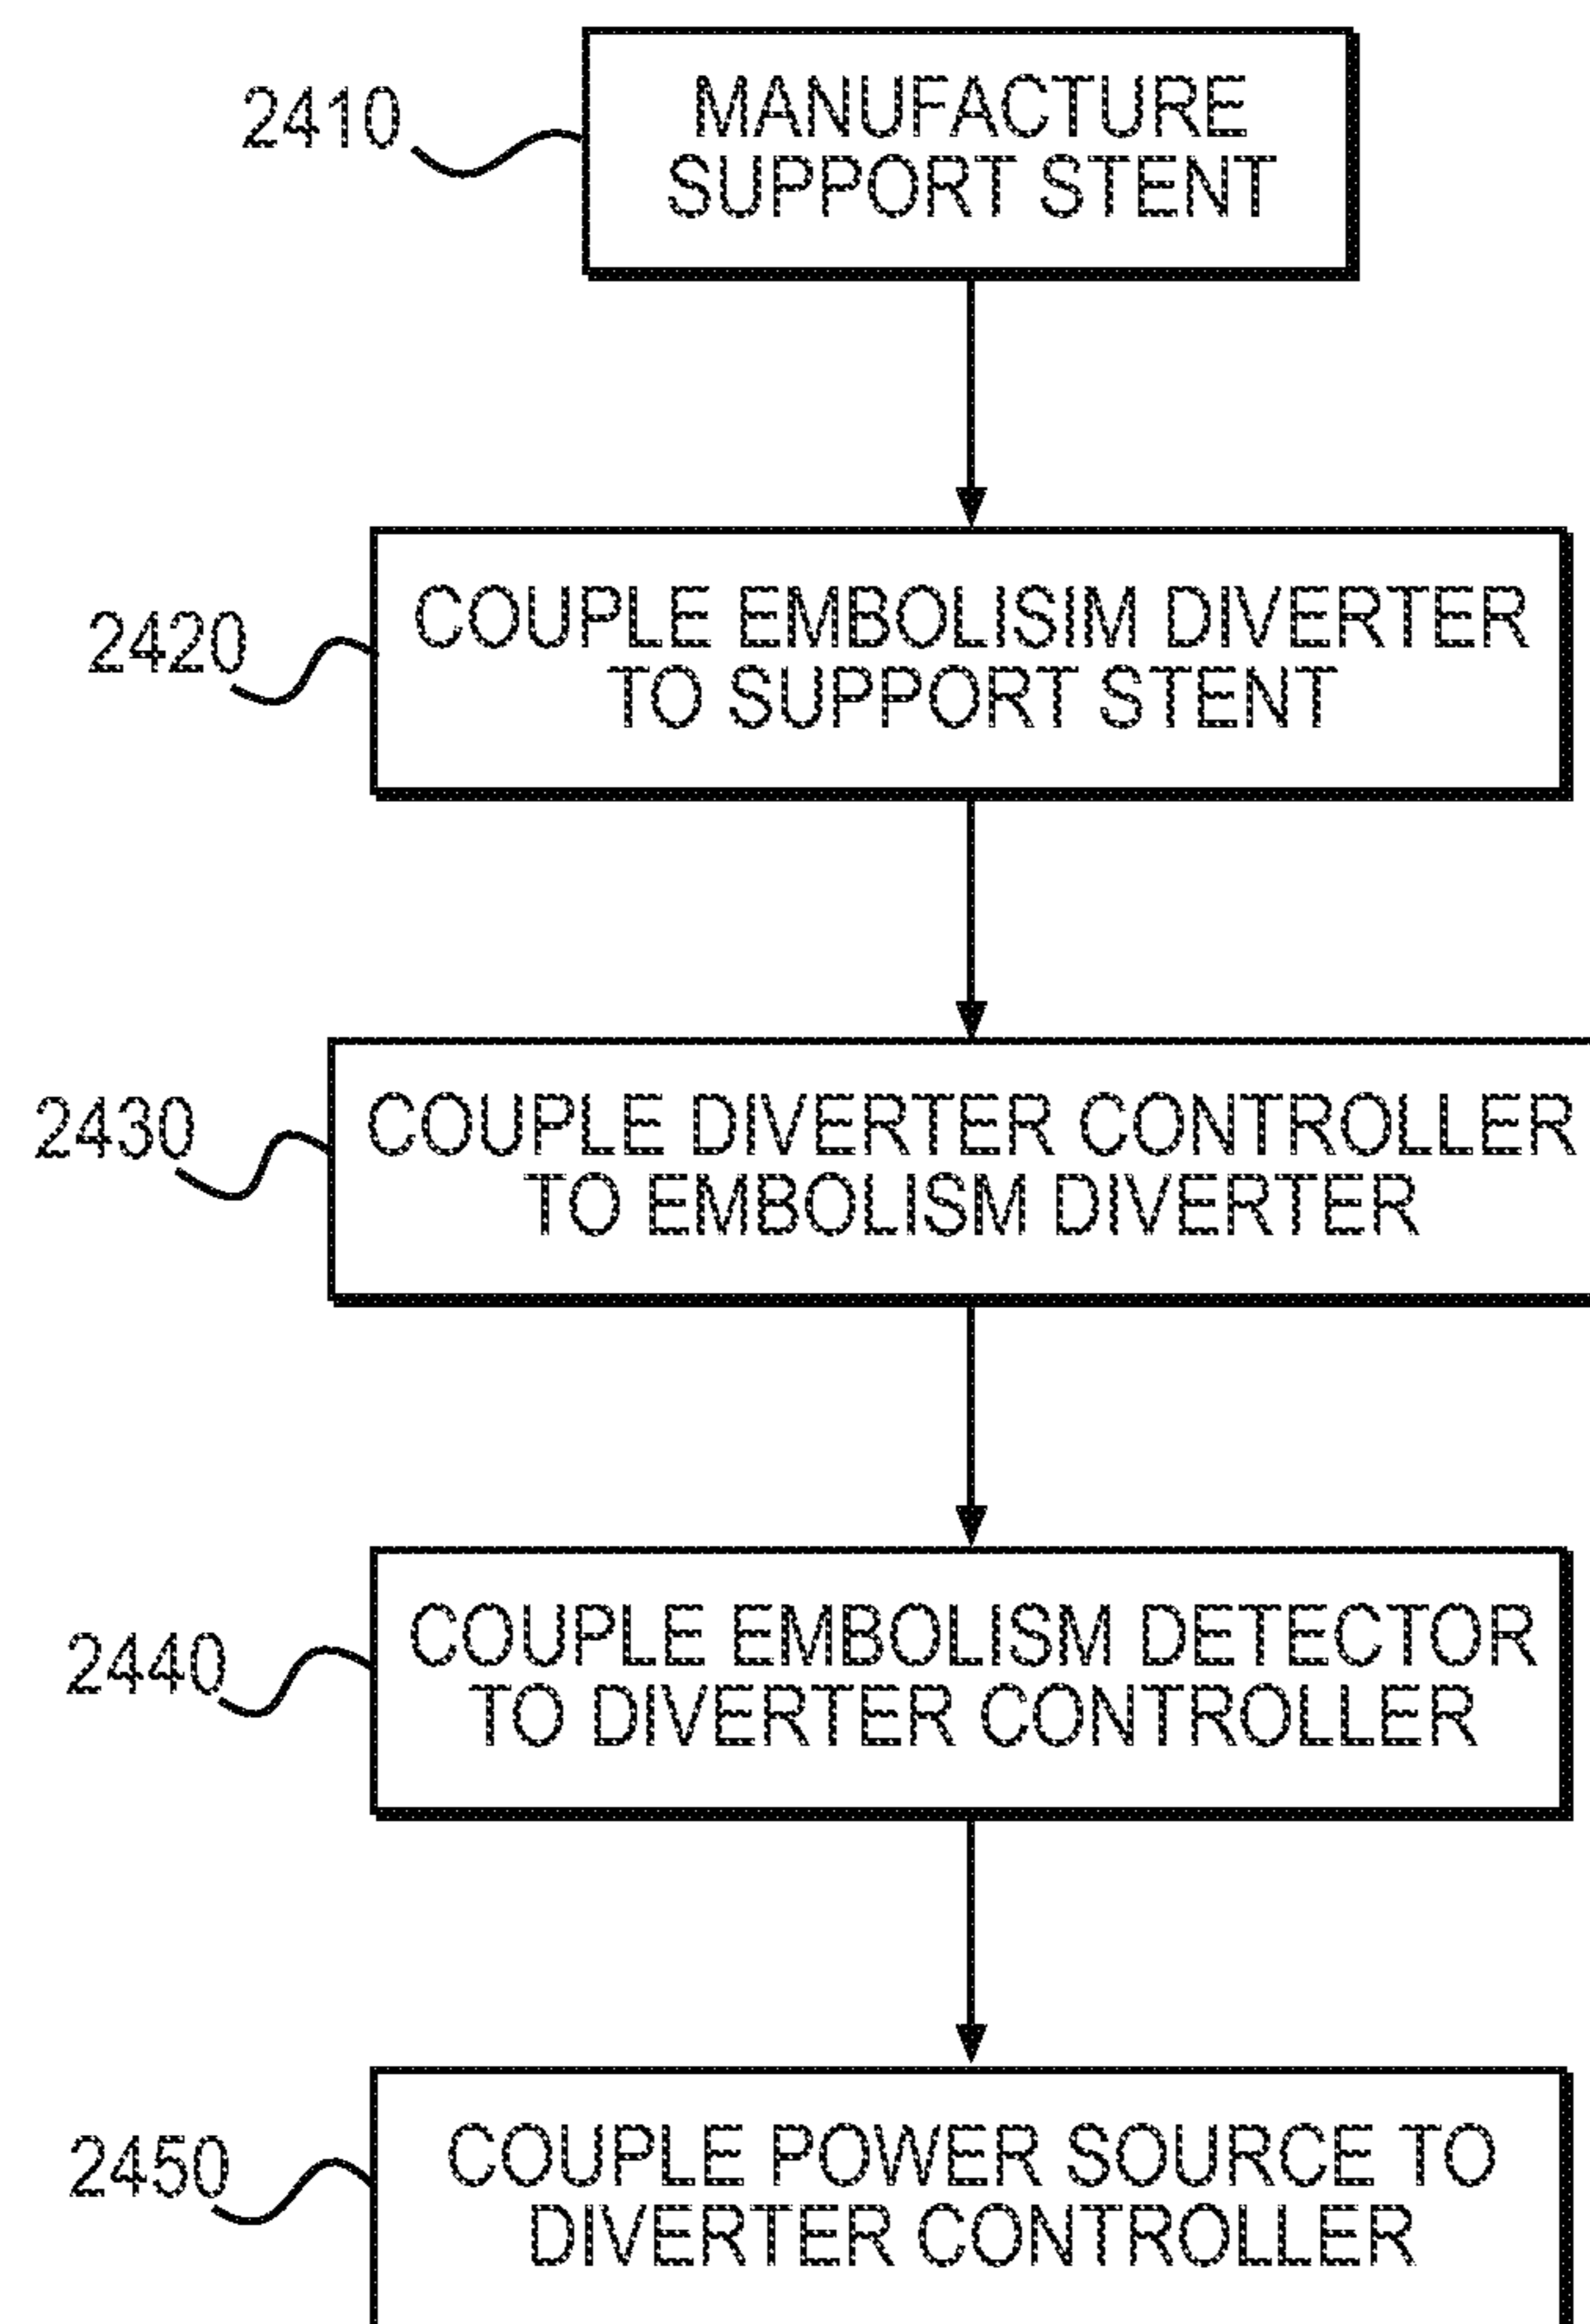 2410
MANUFACTURE
SUPPORT STENT
2420
COUPLE EMBOLISIM DIVERTER
TO SUPPORT STENT
2430
COUPLE DIVERTER CONTROLLER
TO EMBOLISM DIVERTER
2440
COUPLE EMBOLISM DETECTOR
TO DIVERTER CONTROLLER
2450
COUPLE POWER SOURCE TO
DIVERTER CONTROLLER